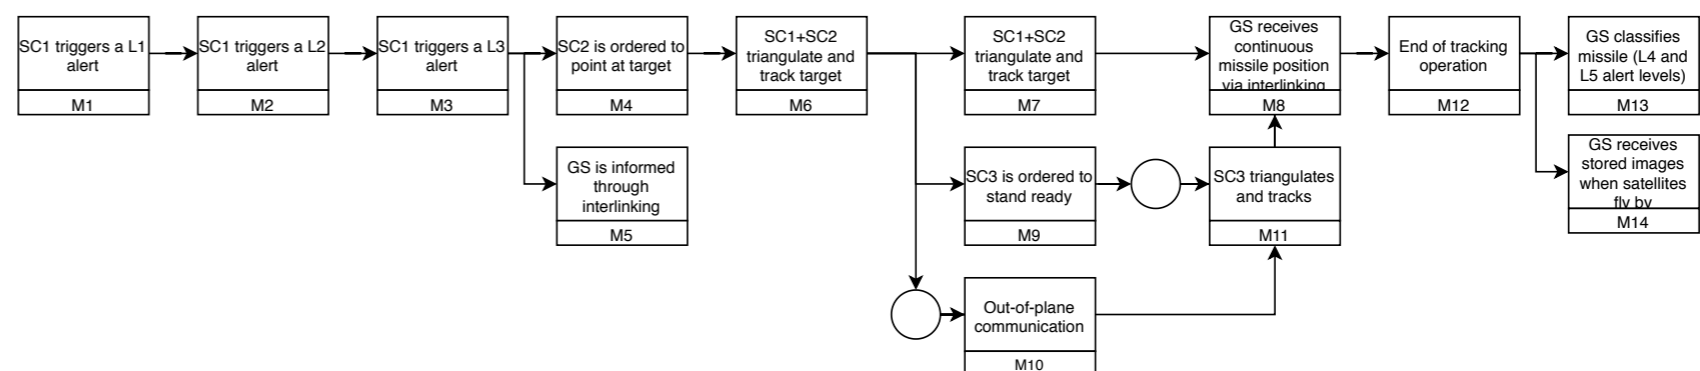 SC1 triggers a L1
alert
M1
SC1 triggers a L2
alert
M2
SC1 triggers a L3
alert
M3
SC2 is ordered to
point at target
M4
GS is informed
through
interlinking
M5
SC1+SC2
triangulate and
track target
M6
SC1+SC2
triangulate and
track target
M7
GS receives
continuous
missile position
via interlinking
M8
SC3 is ordered to
stand ready
M9
Out-of-plane
communication
M10
SC3 triangulates
and tracks
M11
End of tracking
operation
M12
GS classifies
missile (L4 and
L5 alert levels)
M13
GS receives
stored images
when satellites
fly by
M14